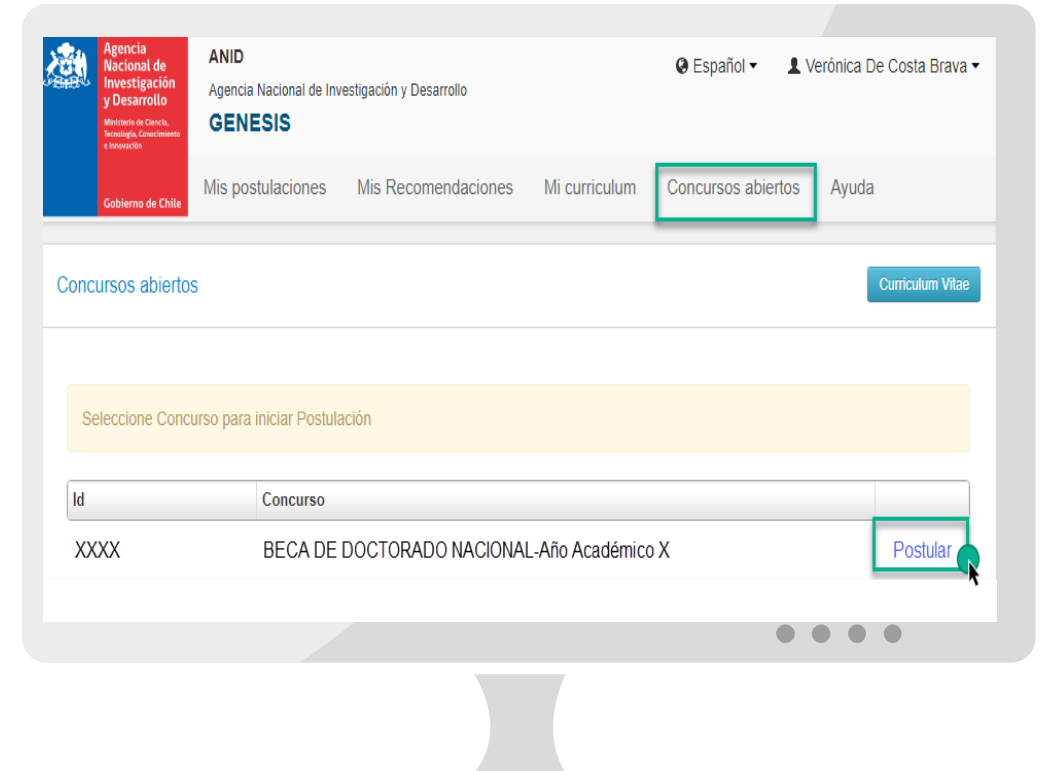 Agencia
Nacional de
Investigación
y Desarrollo
Ministerio de Ciencia,
Tecnología, Conocimiento
e Innovación
Gobierno de Chile
ANID
Agencia Nacional de Investigación y Desarrollo
GENESIS
Español
Verónica De Costa Brava
Mis postulaciones Mis Recomendaciones Mi curriculum Concursos abiertos Ayuda
Concursos abiertos
Curriculum Vitae
Seleccione Concurso para iniciar Postulación
Id Concurso
XXXX BECA DE DOCTORADO NACIONAL-Año Académico X Postular